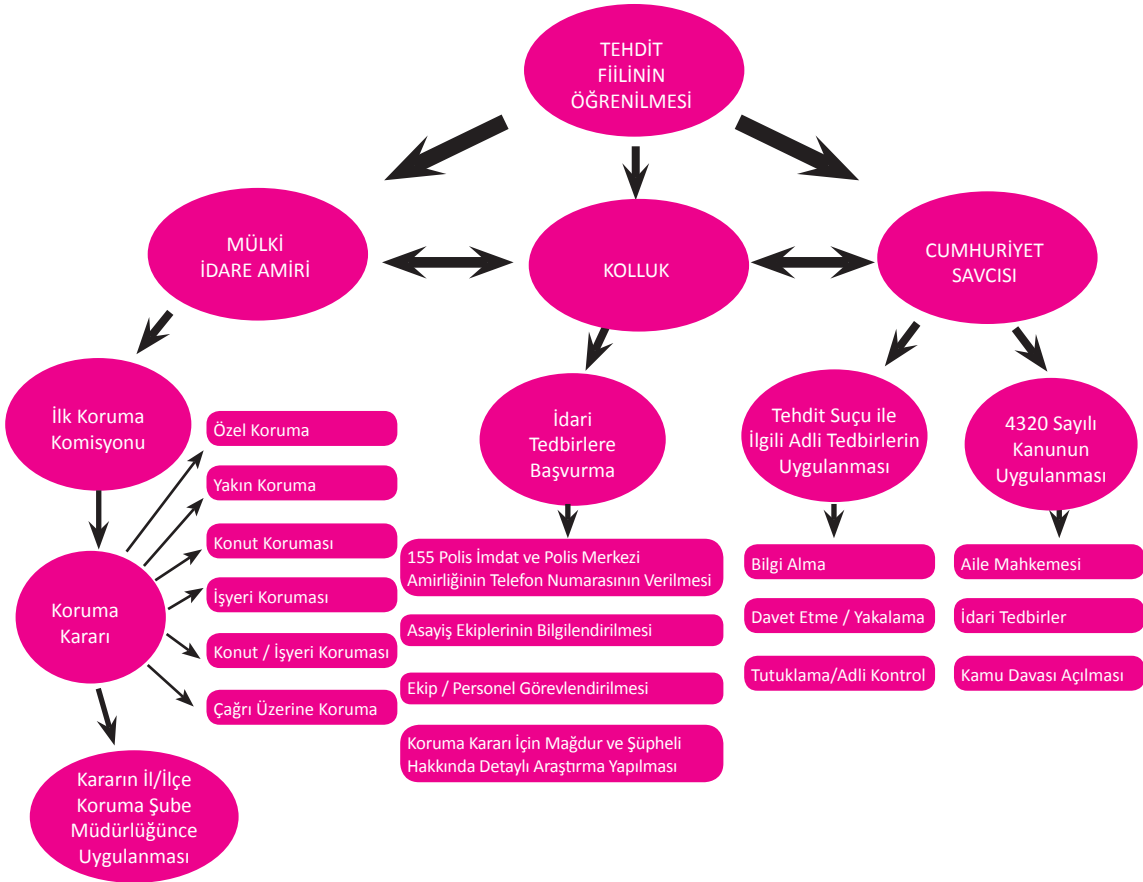 TEHDİT
FİİLİNİN
ÖĞRENİLMESİ
MÜLKİ
İDARE AMİRİ
KOLLUK
CUMHURİYET
SAVCISI
İlk Koruma
Komisyonu
Özel Koruma
Yakın Koruma
Konut Koruması
İşyeri Koruması
Konut / İşyeri Koruması
Çağrı Üzerine Koruma
Koruma
Kararı
Kararın İl/İlçe
Koruma Şube
Müdürlüğünce
Uygulanması
İdari
Tedbirlere
Başvurma
155 Polis İmdat ve Polis Merkezi
Amirliğinin Telefon Numarasının Verilmesi
Asayiş Ekiplerinin Bilgilendirilmesi
Ekip / Personel Görevlendirilmesi
Koruma Kararı İçin Mağdur ve Şüpheli
Hakkında Detaylı Araştırma Yapılması
Tehdit Suçu ile
İlgili Adli Tedbirlerin
Uygulanması
Bilgi Alma
Davet Etme / Yakalama
Tutuklama/Adli Kontrol
4320 Sayılı
Kanunun
Uygulanması
Aile Mahkemesi
İdari Tedbirler
Kamu Davası Açılması